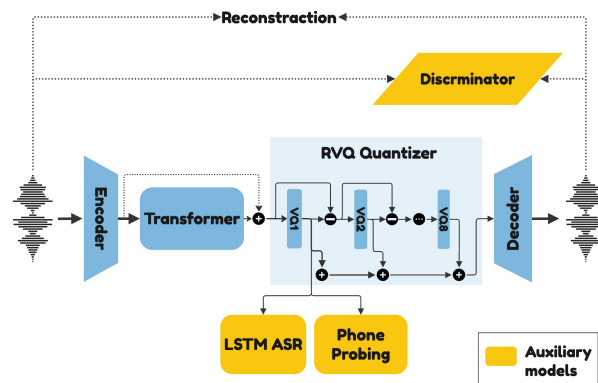 Reconstraction
Discrminator
RVQ Quantizer
Encoder
Transformer
VQ1
VQ2
VQ8
Decoder
LSTM ASR
Phone
Probing
Auxiliary
models